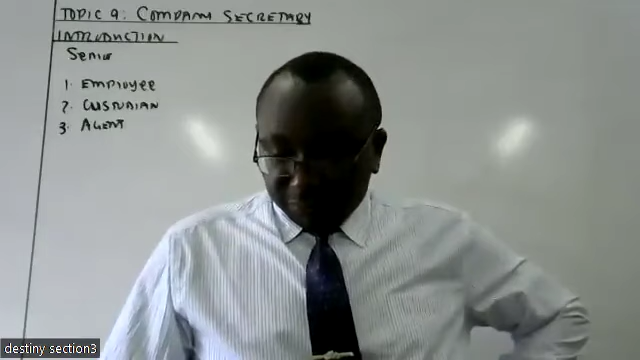 TOPIC 9: COMPANY SECRETARY
INTRODUCTION
Senior
1. EMPLOYEE
2. CUSTODIAN
3. AGENT
destiny section3